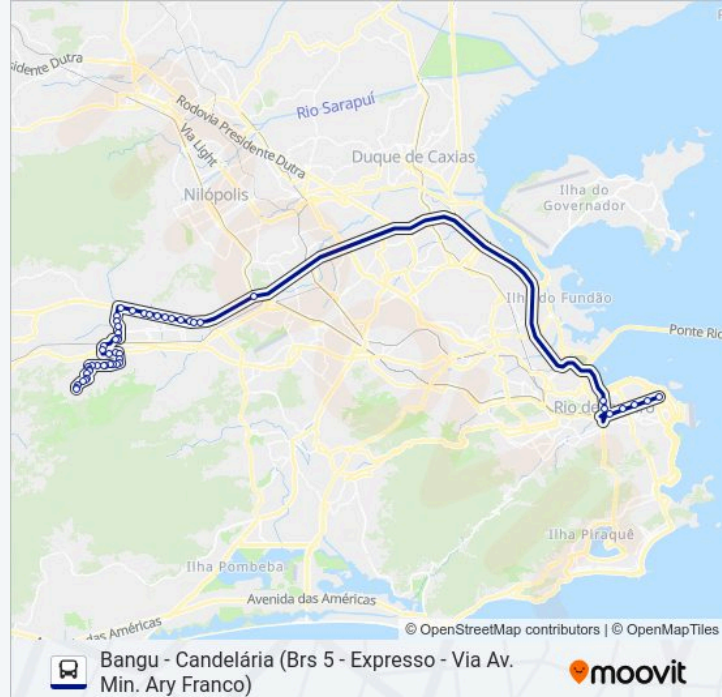 sidente Dutra
Rodovia Presidente Dutra
Rio Sarapuí
Via Light
Duque de Caxias
Nilópolis
Ilha do
Governador
Ilha do Fundão
Ponte Rio
Rio de
Ilha Piraquê
Ilha Pombeba
Avenida das Américas
das Américas
© OpenStreetMap contributors | © OpenMapTiles
Bangu - Candelária (Brs 5 - Expresso - Via Av.
Min. Ary Franco)
moovit